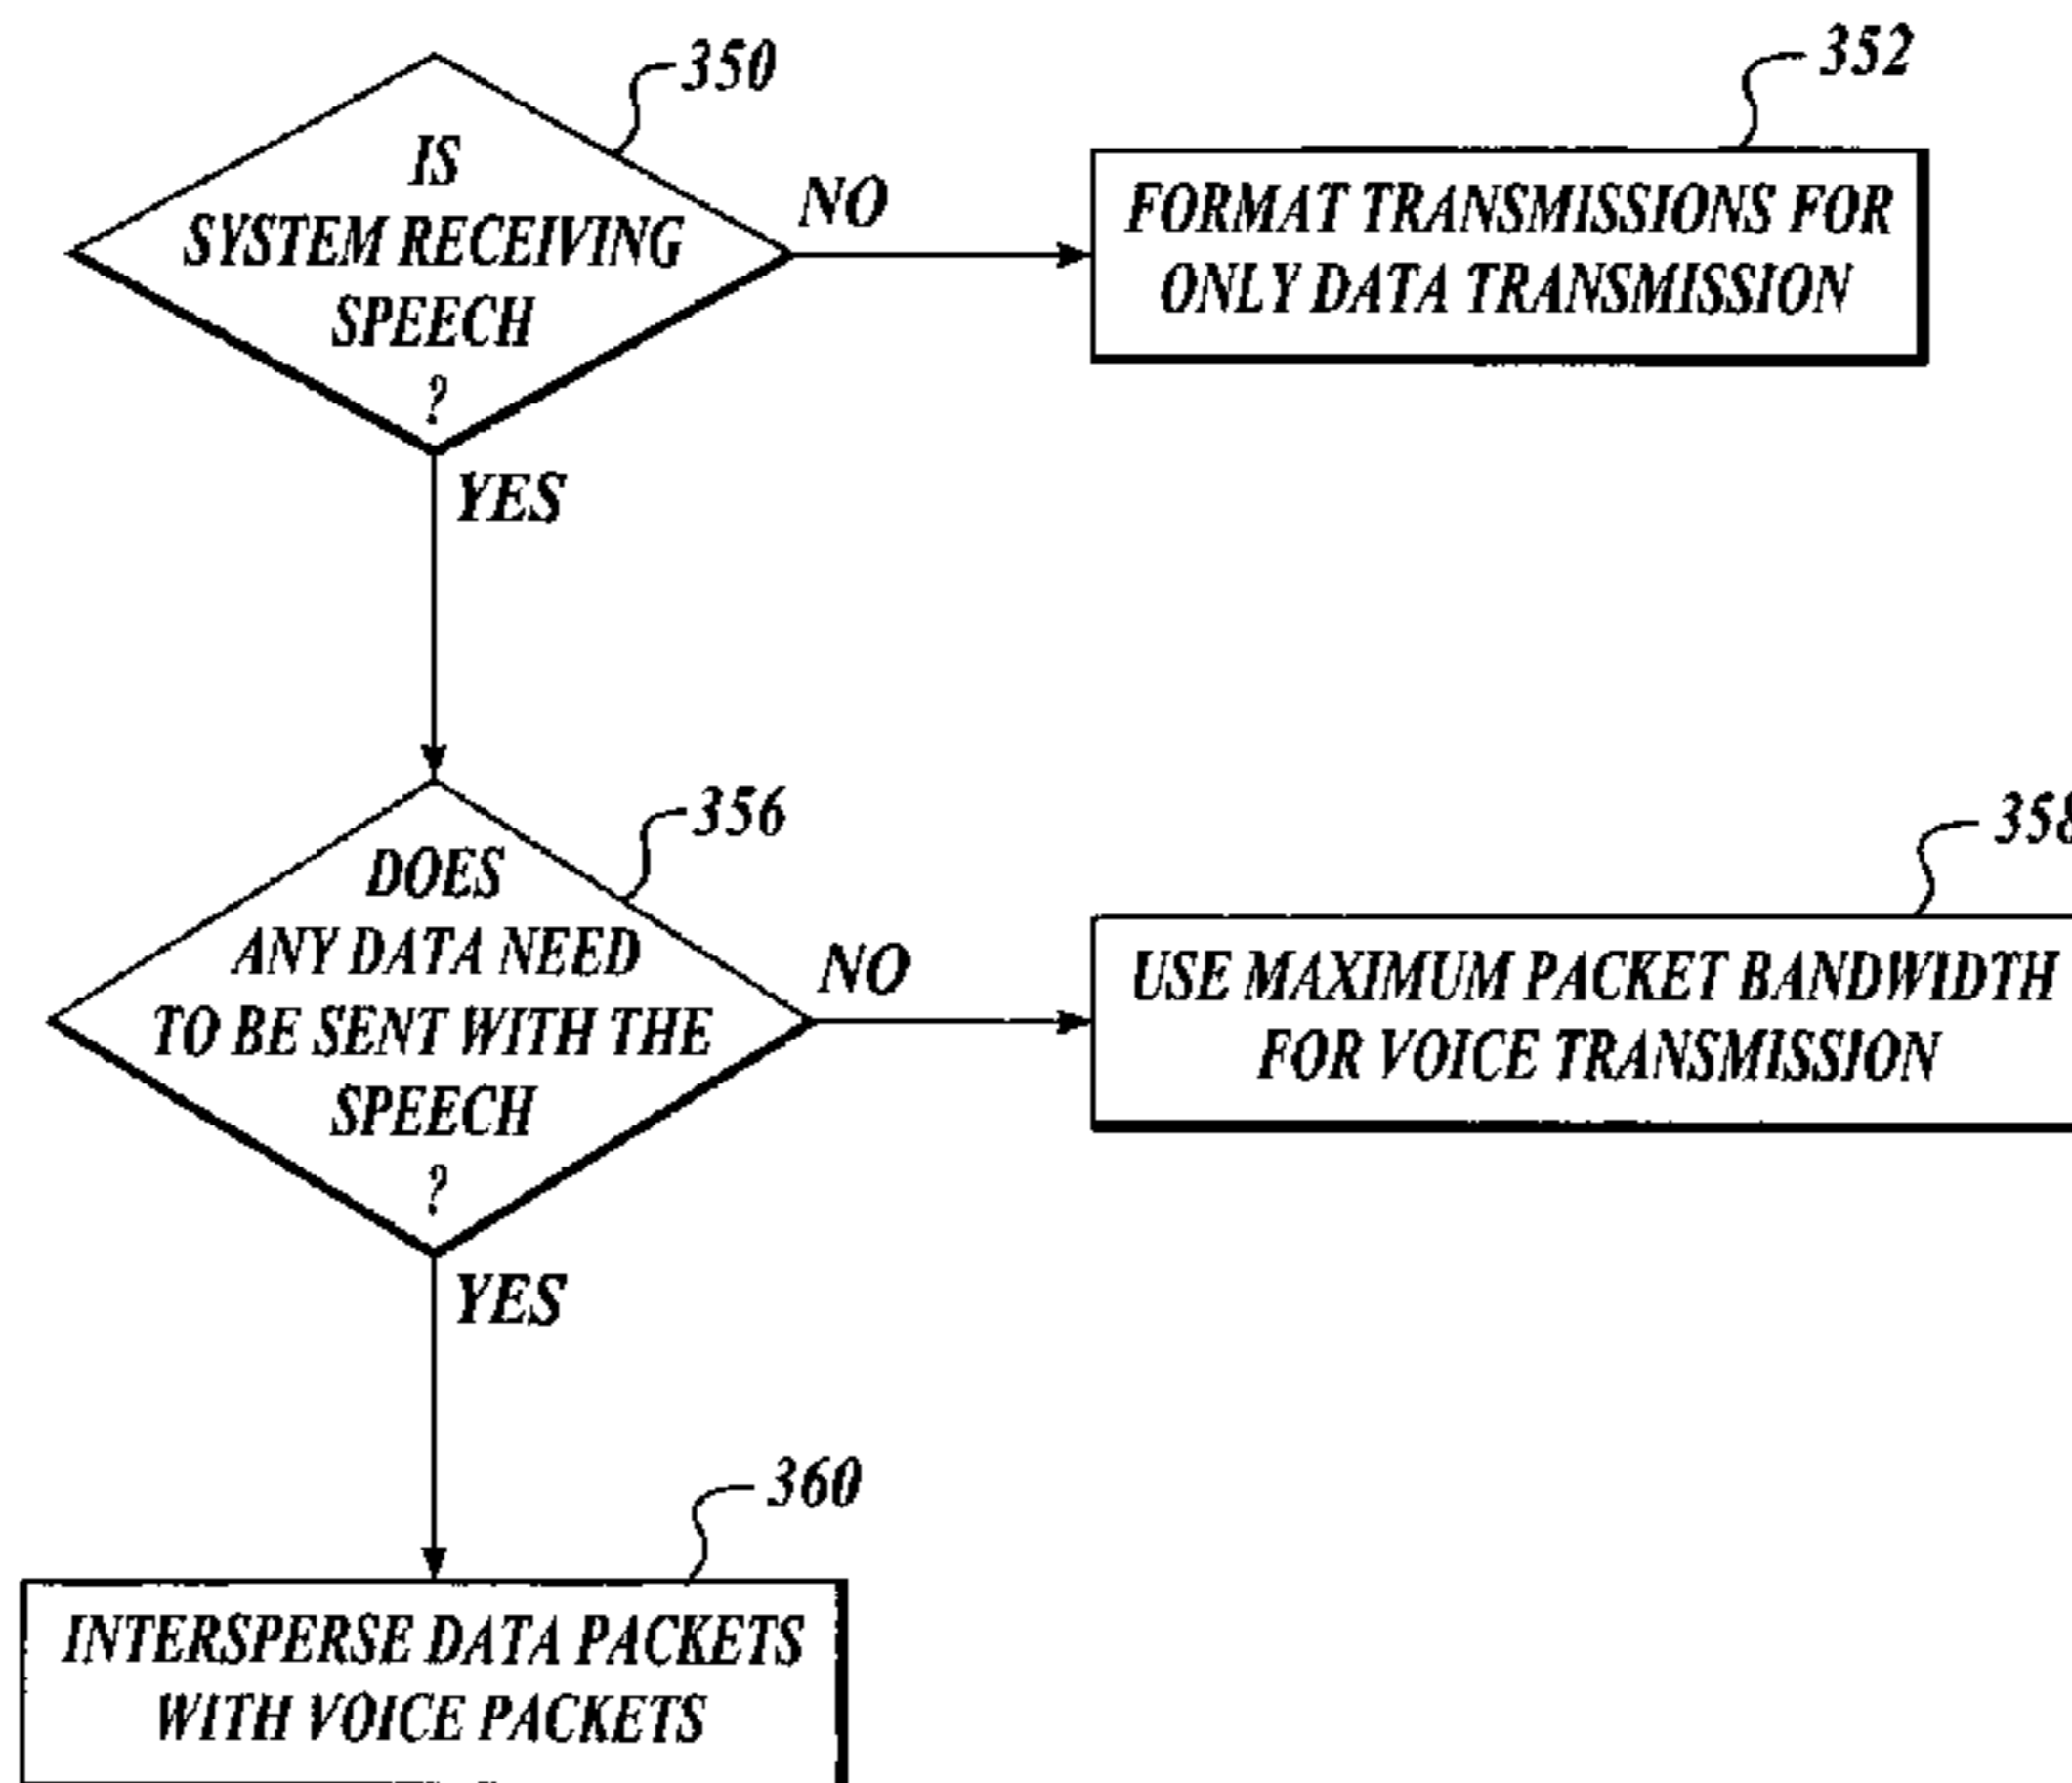 350
IS
SYSTEM RECEIVING
SPEECH
?
NO
352
FORMAT TRANSMISSIONS FOR
ONLY DATA TRANSMISSION
YES
356
DOES
ANY DATA NEED
TO BE SENT WITH THE
SPEECH
?
NO
358
USE MAXIMUM PACKET BANDWIDTH
FOR VOICE TRANSMISSION
YES
360
INTERSPERSE DATA PACKETS
WITH VOICE PACKETS